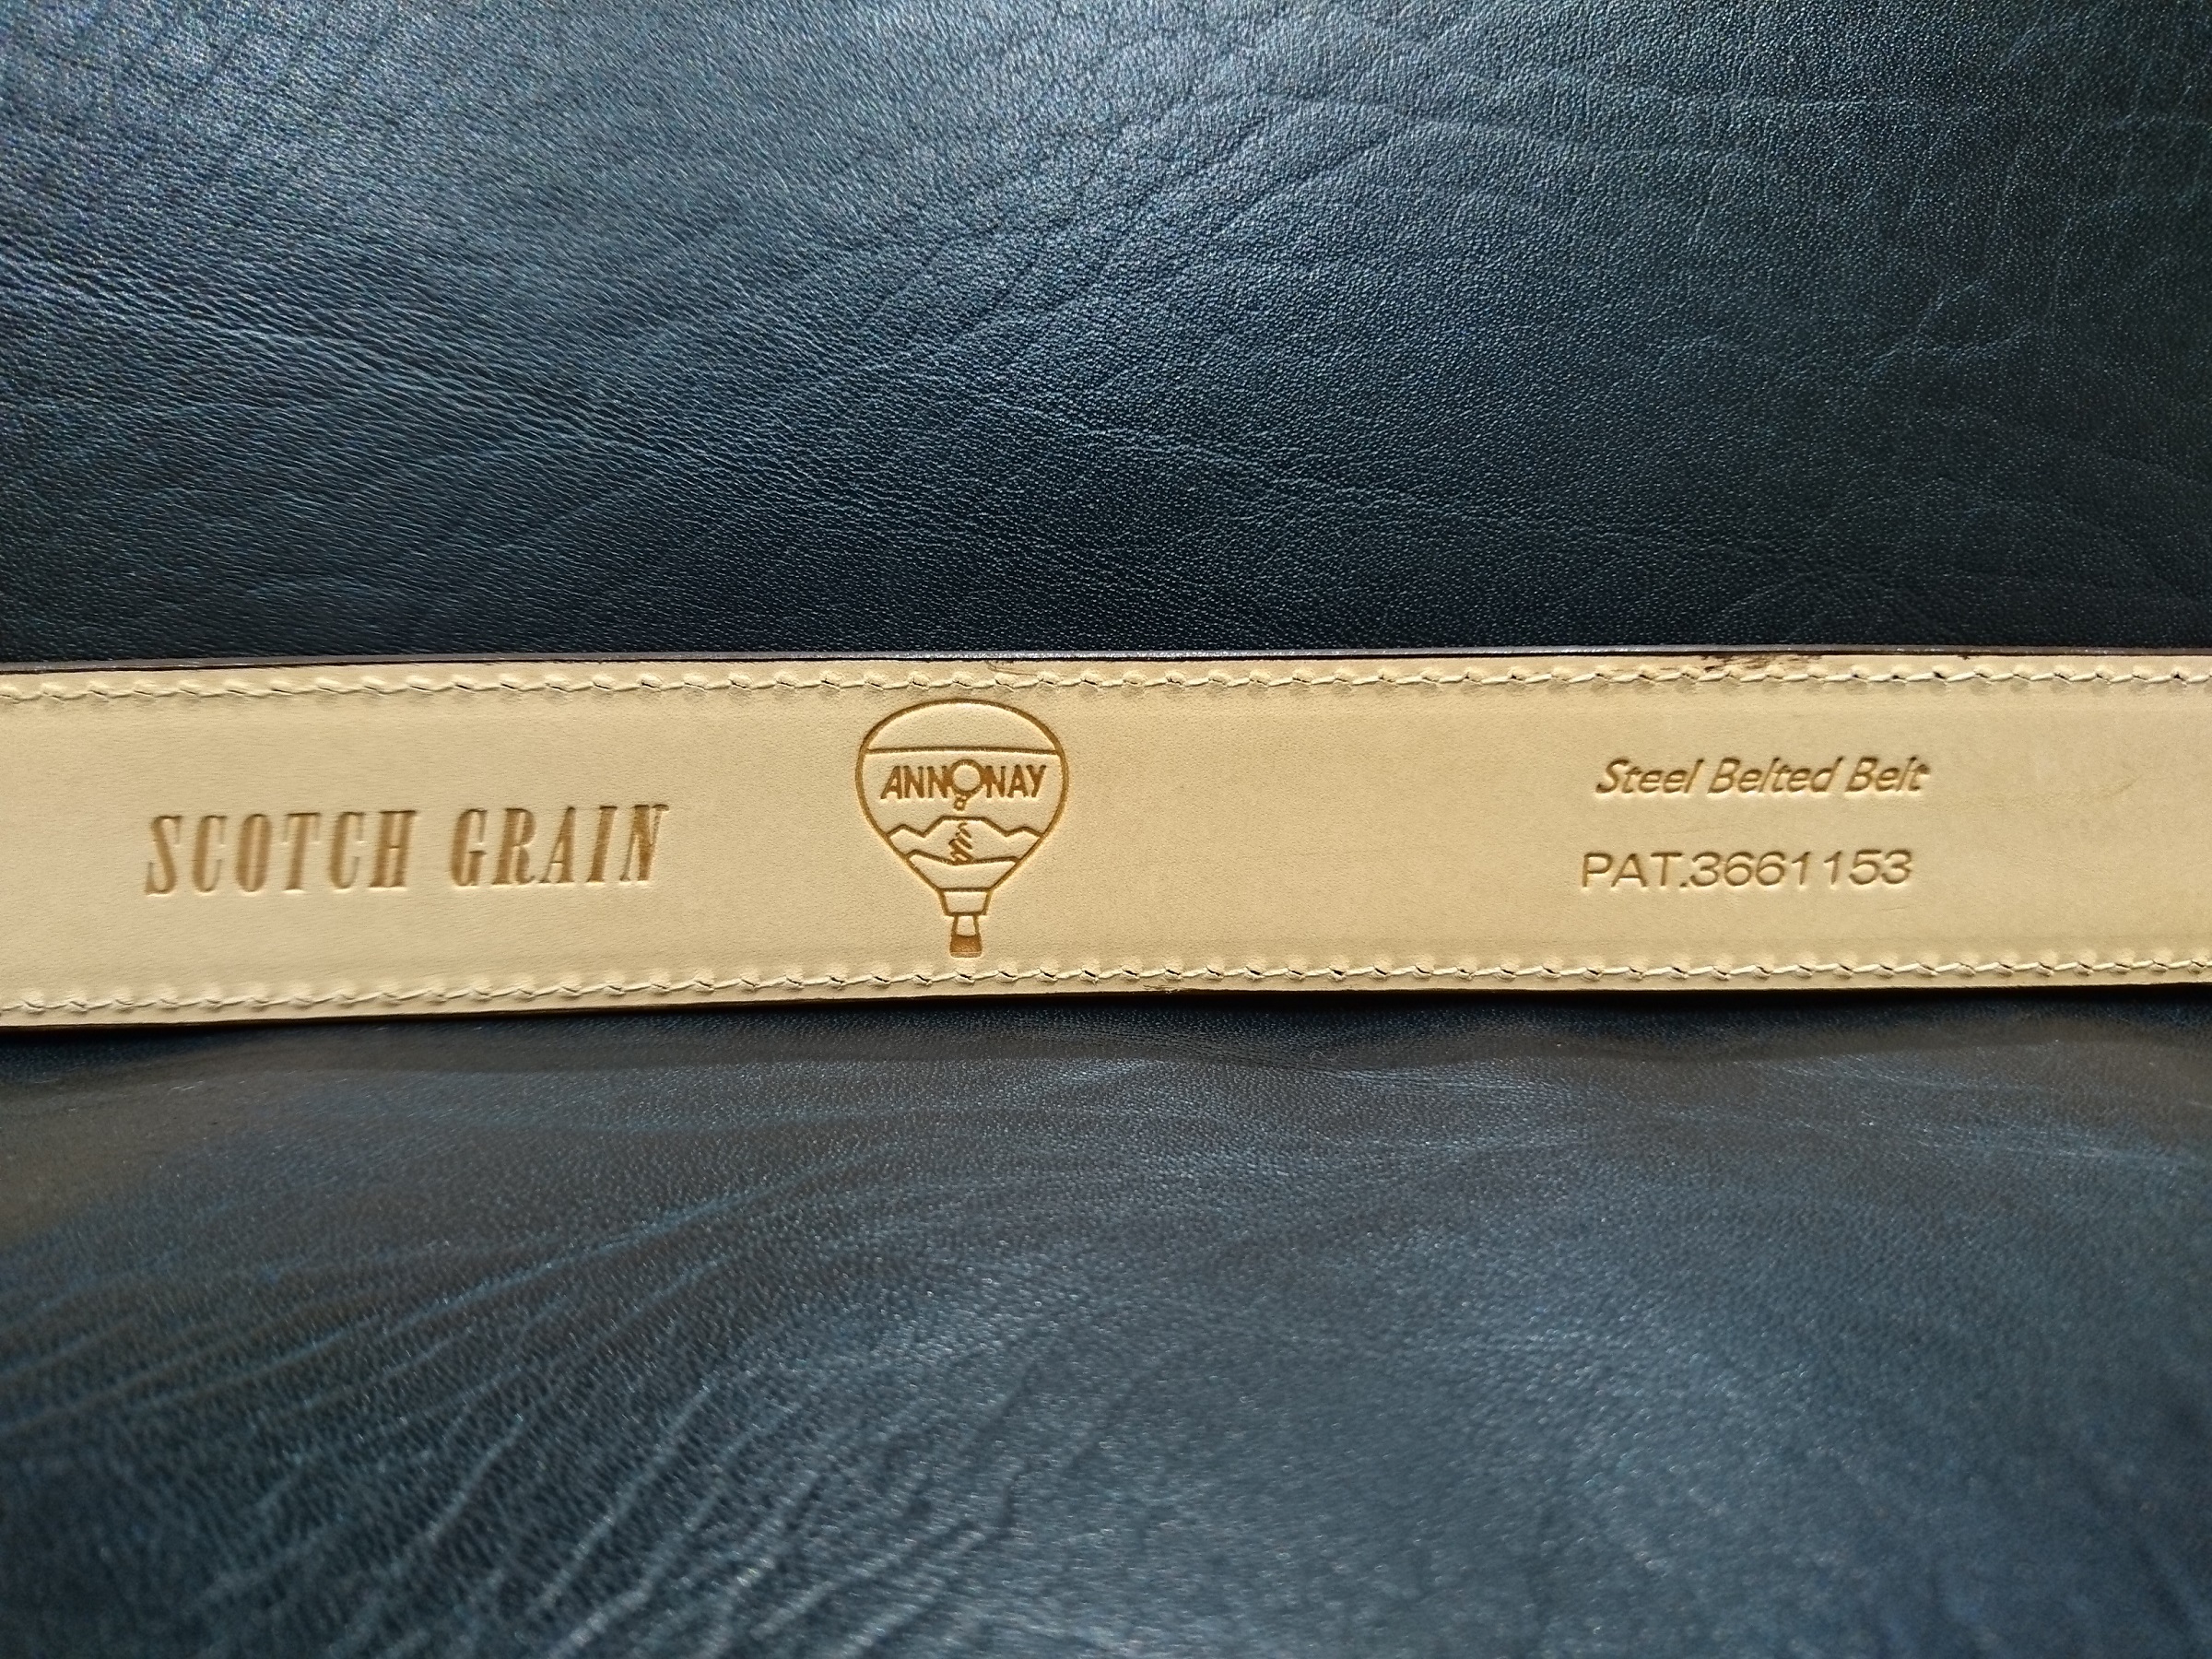 SCOTCH GRAIN
ANNONAY
Steel Belted Belt
PAT.3661153